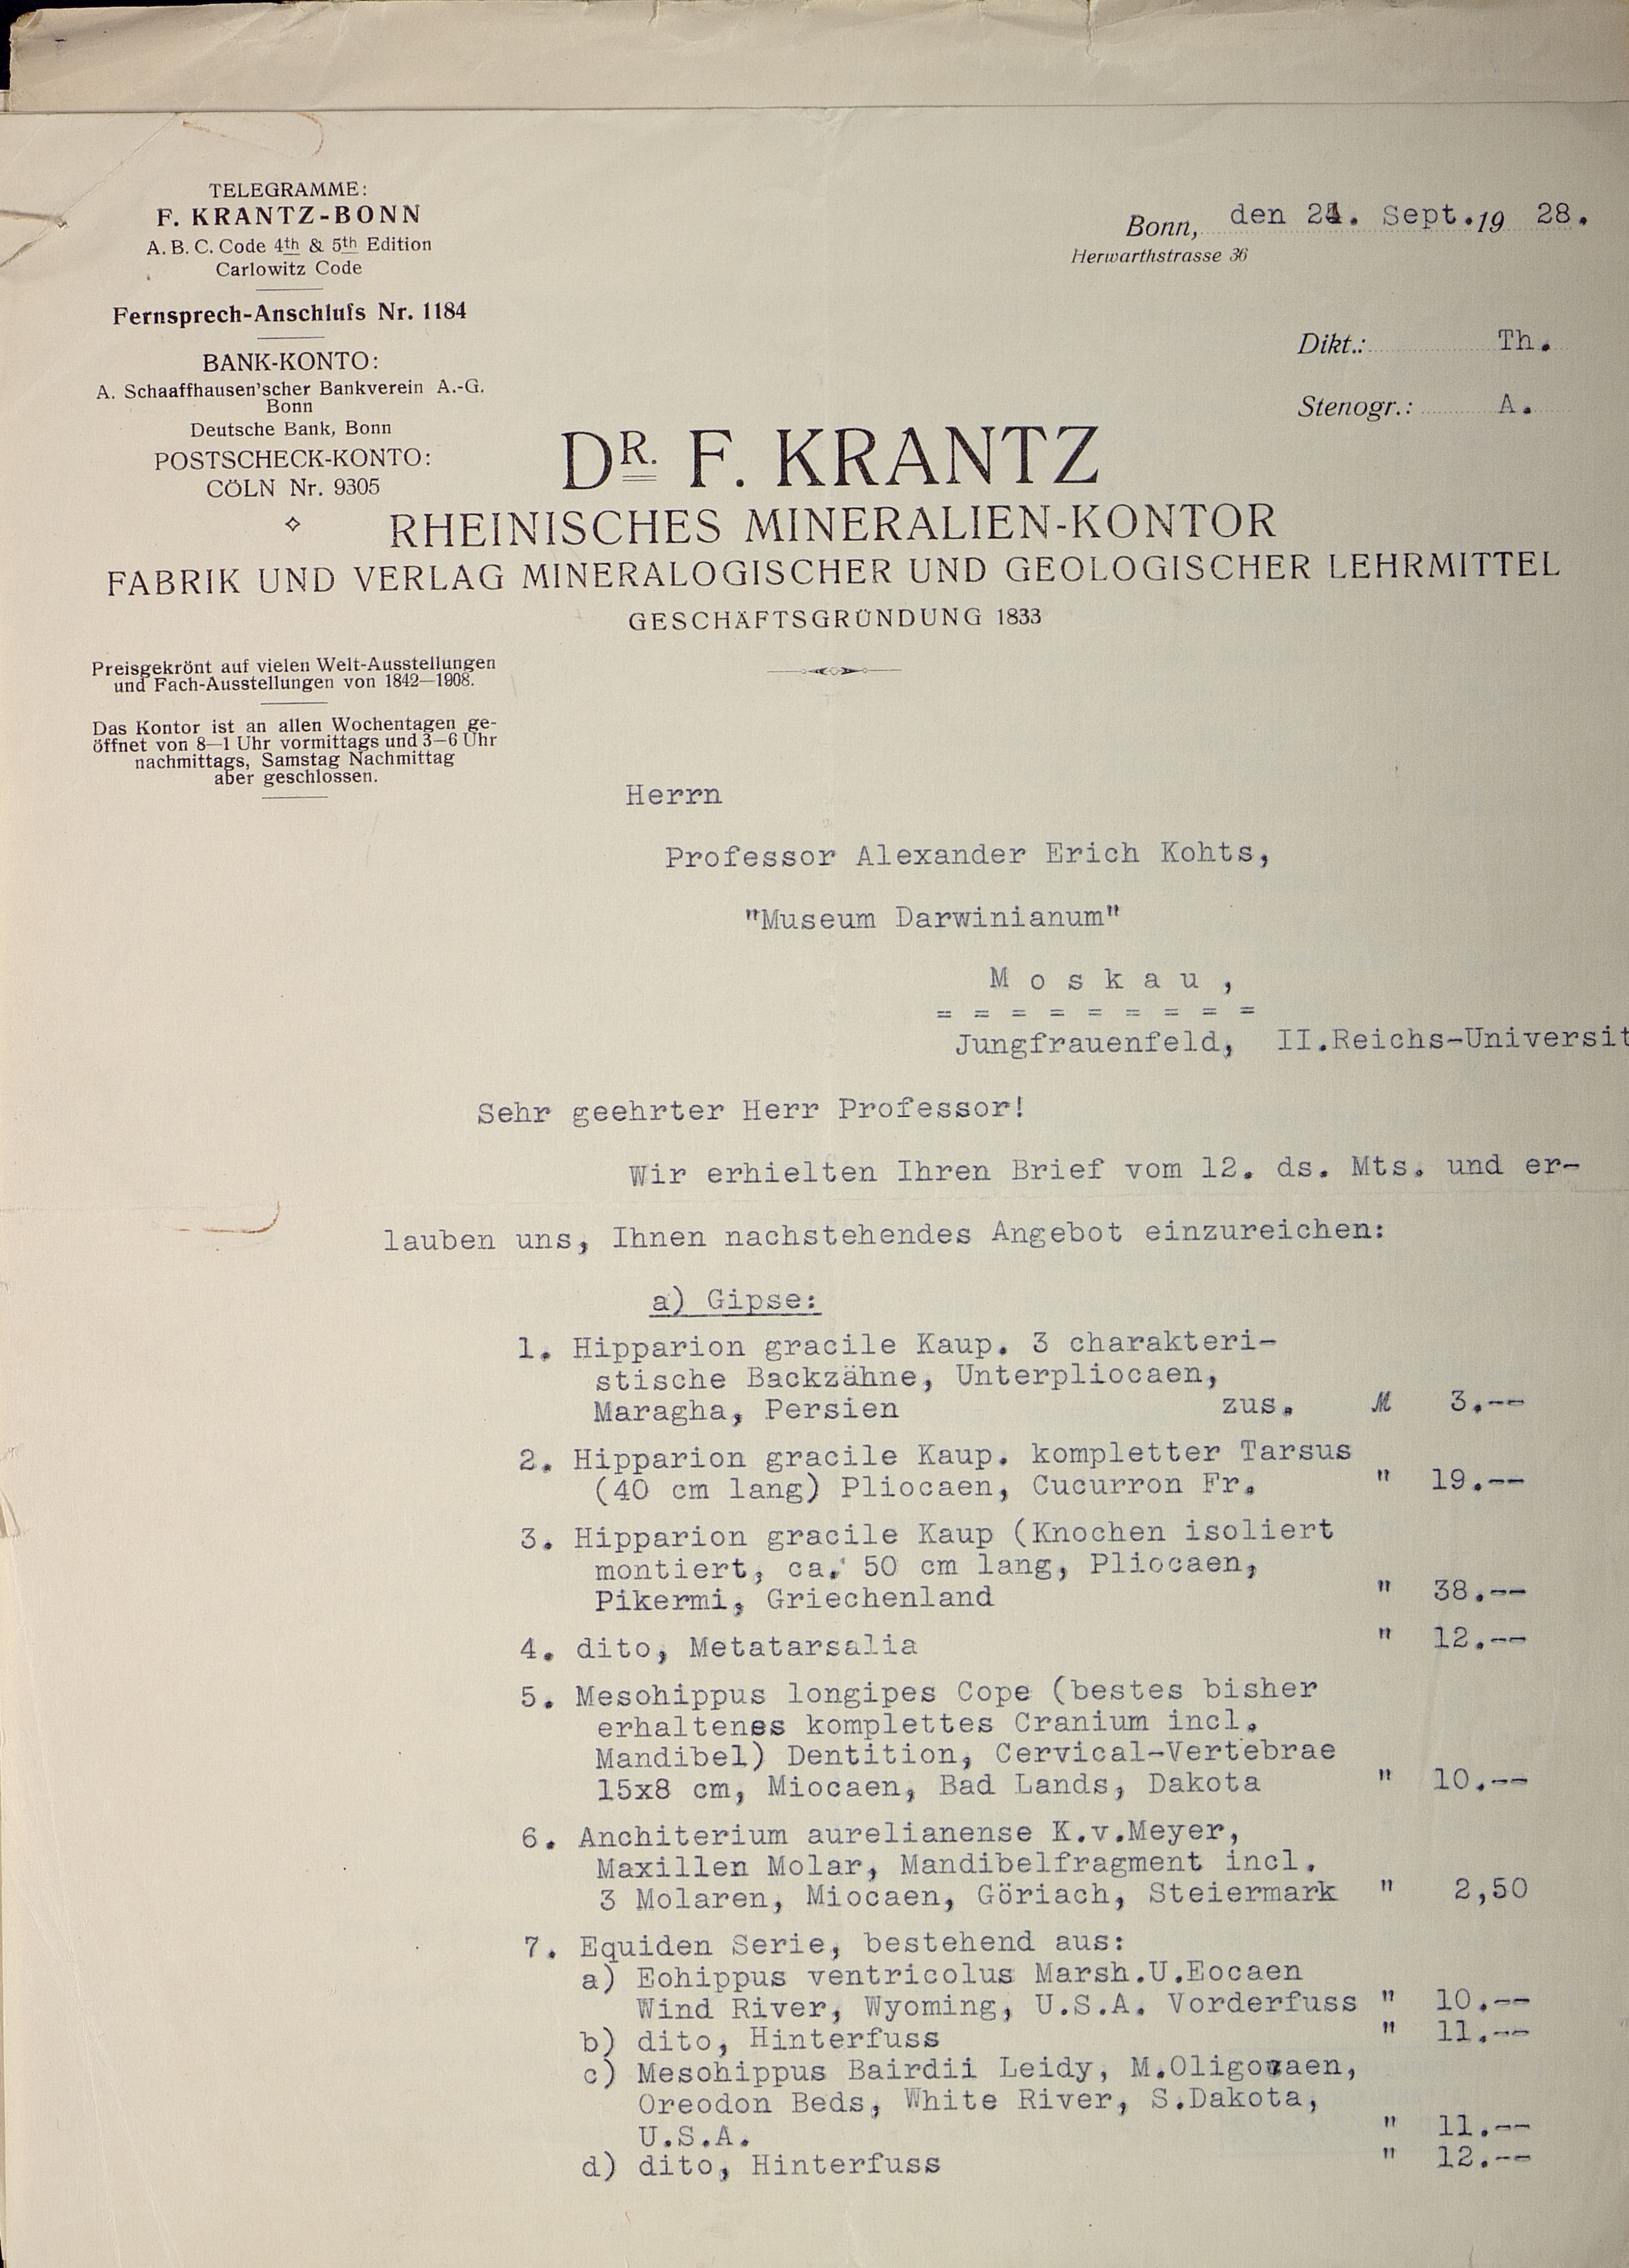 TELEGRAMME:
F. KRANTZ-BONN
A. B. C. Code 4th & 5th Edition
Carlowitz Code
Fernsprech-Anschluſs Nr. 1184
BANK-KONTO:
A. Schaaffhausen'scher Bankverein A.-G.
Bonn
Deutsche Bank, Bonn
POSTSCHECK-KONTO:
CÖLN Nr. 9305
Bonn, den Sept. 19 28.
Herwarthstrasse 36
Dikt.: Th.
Stenogr.: A.
DR. F. KRANTZ
RHEINISCHES MINERALIEN-KONTOR
FABRIK UND VERLAG MINERALOGISCHER UND GEOLOGISCHER LEHRMITTEL
GESCHÄFTSGRÜNDUNG 1833
Preisgekrönt auf vielen Welt-Ausstellungen
und Fach-Ausstellungen von 1842—1908.
Das Kontor ist an allen Wochentagen ge-
öffnet von 8—1 Uhr vormittags und 3—6 Uhr
nachmittags, Samstag Nachmittag
aber geschlossen.
Herrn
Professor Alexander Erich Kohts,
"Museum Darwinianum"
M o s k a u ,
= = = = = = = = =
Jungfrauenfeld, II.Reichs-Universit
Sehr geehrter Herr Professor!
Wir erhielten Ihren Brief vom 12. ds. Mts. und er-
lauben uns, Ihnen nachstehendes Angebot einzureichen:
a) Gipse:
1. Hipparion gracile Kaup. 3 charakteri-
stische Backzähne, Unterpliocaen,
Maragha, Persien zus. M 3.--
2. Hipparion gracile Kaup. kompletter Tarsus
(40 cm lang) Pliocaen, Cucurron Fr. " 19.--
3. Hipparion gracile Kaup (Knochen isoliert
montiert, ca. 50 cm lang, Pliocaen,
Pikermi, Griechenland " 38.--
4. dito, Metatarsalia " 12.--
5. Mesohippus longipes Cope (bestes bisher
erhaltenes komplettes Cranium incl.
Mandibel) Dentition, Cervical-Vertebrae
15x8 cm, Miocaen, Bad Lands, Dakota " 10.--
6. Anchiterium aurelianense K.v.Meyer,
Maxillen Molar, Mandibelfragment incl.
3 Molaren, Miocaen, Göriach, Steiermark " 2,50
7. Equiden Serie, bestehend aus:
a) Eohippus ventricolus Marsh.U.Eocaen
Wind River, Wyoming, U.S.A. Vorderfuss " 10.--
b) dito, Hinterfuss " 11.--
c) Mesohippus Bairdii Leidy, M.Oligocaen,
Oreodon Beds, White River, S.Dakota,
U.S.A. " 11.--
d) dito, Hinterfuss " 12.--